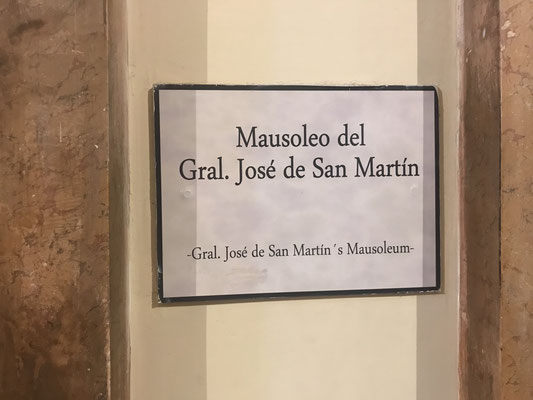 Mausoleo del
Gral. José de San Martín
-Gral. José de San Martín´s Mausoleum-